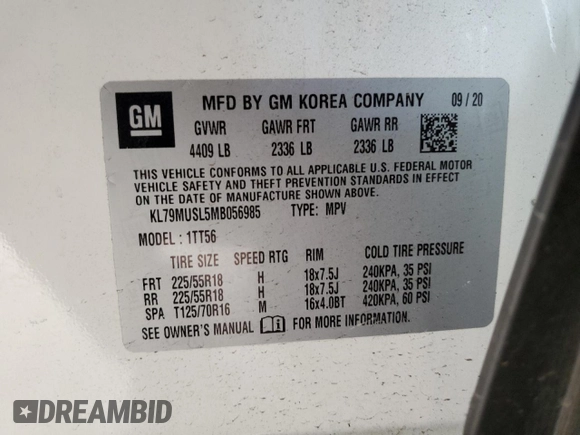 GM
MFD BY GM KOREA COMPANY 09/20
GVWR GAWR FRT GAWR RR
4409 LB 2336 LB 2336 LB
THIS VEHICLE CONFORMS TO ALL APPLICABLE U.S. FEDERAL MOTOR
VEHICLE SAFETY AND THEFT PREVENTION STANDARDS IN EFFECT
ON THE DATE OF MANUFACTURE SHOWN ABOVE.
KL79MUSL5MB056985 TYPE: MPV
MODEL: 1TT56
TIRE SIZE SPEED RTG RIM COLD TIRE PRESSURE
FRT 225/55R18 H 18x7.5J 240KPA, 35 PSI
RR 225/55R18 H 18x7.5J 240KPA, 35 PSI
SPA T125/70R16 M 16x4.0BT 420KPA, 60 PSI
SEE OWNER'S MANUAL FOR MORE INFORMATION.
DREAMBID